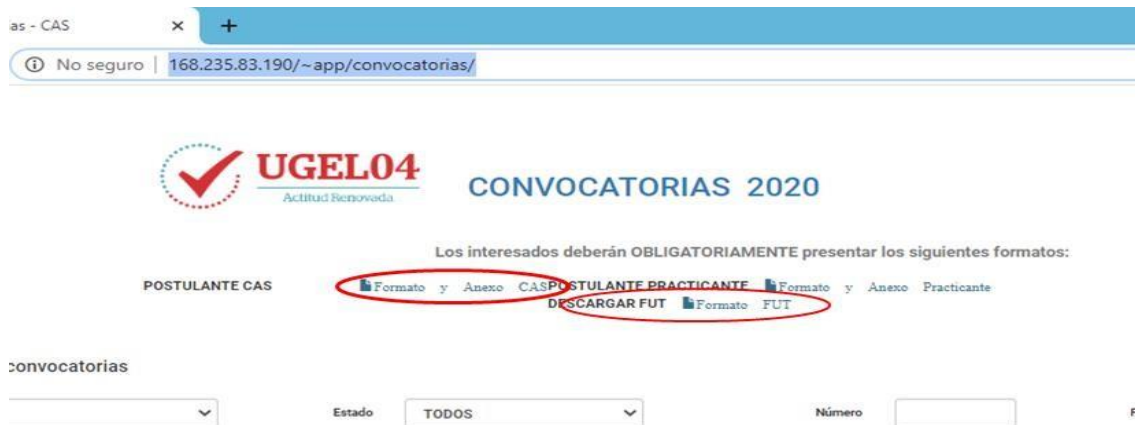 as - CAS
No seguro | 168.235.83.190/~app/convocatorias/
UGEL04
Actitud Renovada
CONVOCATORIAS 2020
Los interesados deberán OBLIGATORIAMENTE presentar los siguientes formatos:
POSTULANTE CAS Formato y Anexo CAS POSTULANTE PRACTICANTE Formato y Anexo Practicante
DESCARGAR FUT Formato FUT
convocatorias
Estado TODOS Número